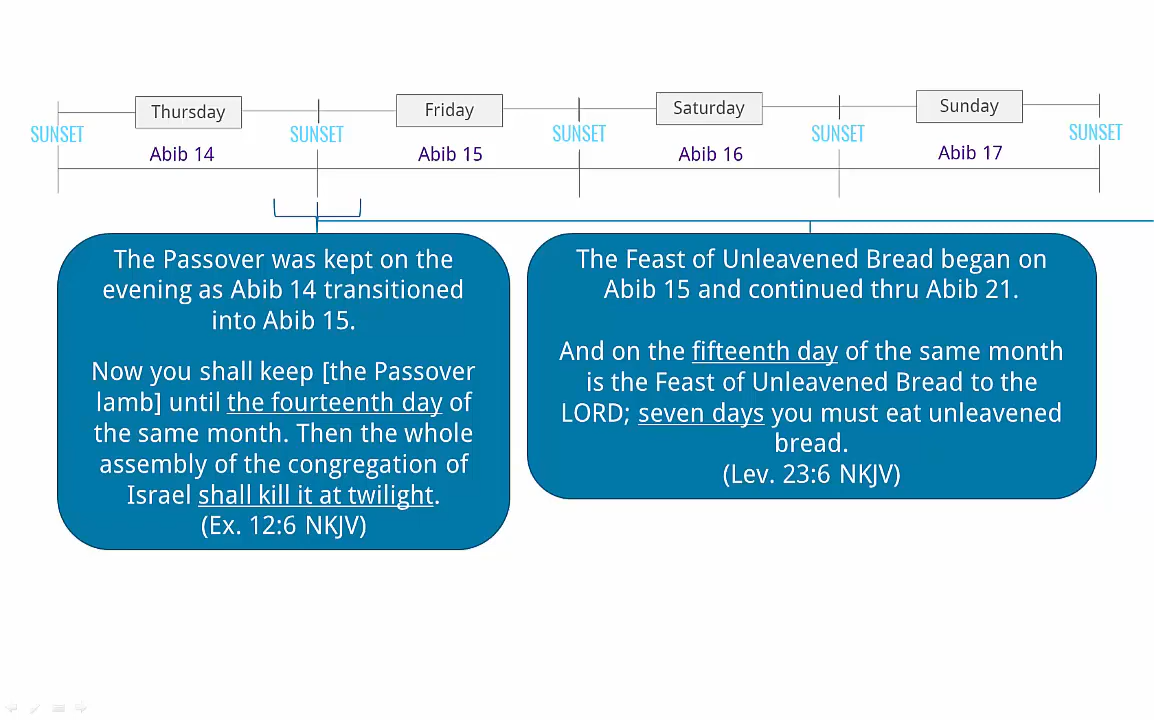 Thursday
Friday
Saturday
Sunday
SUNSET
SUNSET
SUNSET
SUNSET
SUNSET
Abib 14
Abib 15
Abib 16
Abib 17
The Passover was kept on the
evening as Abib 14 transitioned
into Abib 15.
Now you shall keep [the Passover
lamb] until the fourteenth day of
the same month. Then the whole
assembly of the congregation of
Israel shall kill it at twilight.
(Ex. 12:6 NKJV)
The Feast of Unleavened Bread began on
Abib 15 and continued thru Abib 21.
And on the fifteenth day of the same month
is the Feast of Unleavened Bread to the
LORD; seven days you must eat unleavened
bread.
(Lev. 23:6 NKJV)